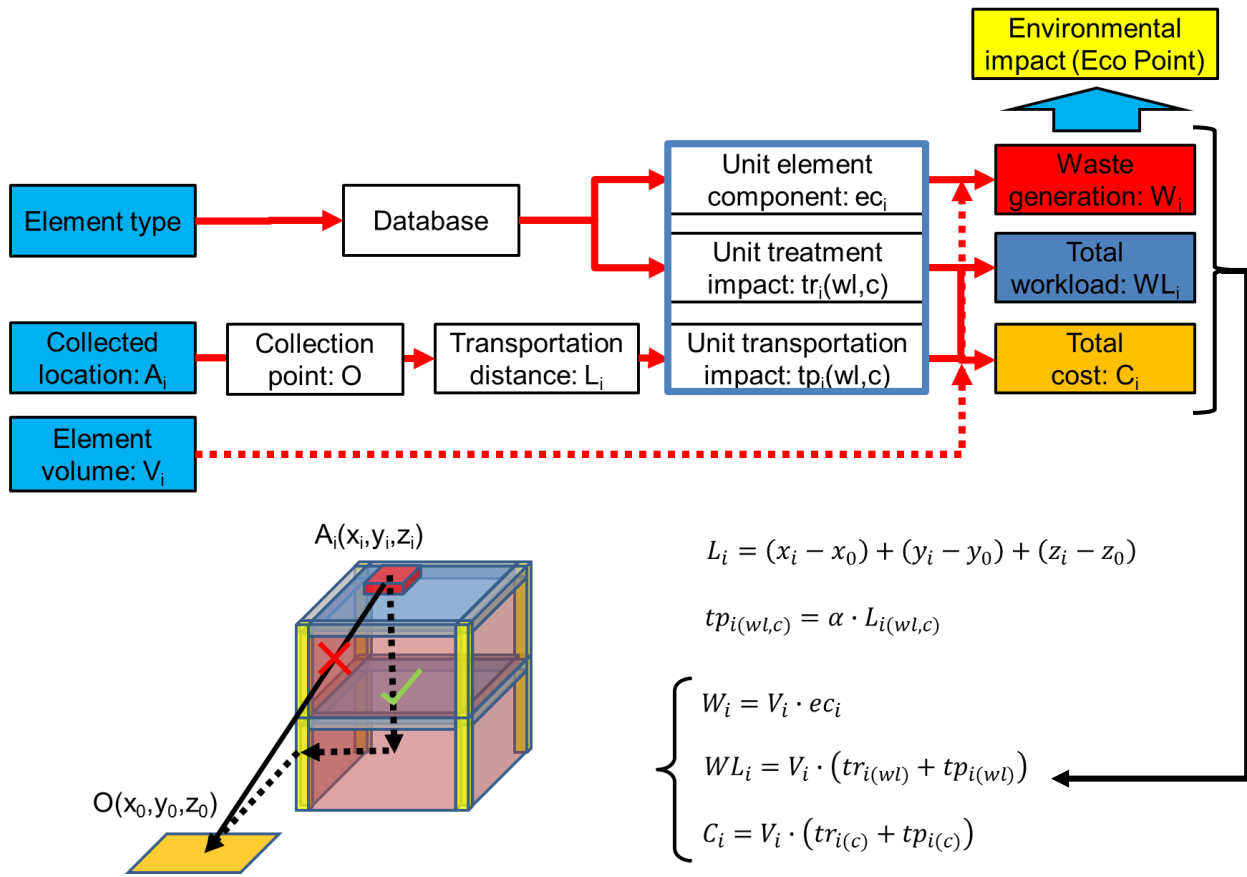 Environmental
impact (Eco Point)
Element type
Database
Unit element
component: ecᵢ
Waste
generation: Wᵢ
Unit treatment
impact: trᵢ(wl,c)
Total
workload: WLᵢ
Collected
location: Aᵢ
Collection
point: O
Transportation
distance: Lᵢ
Unit transportation
impact: tpᵢ(wl,c)
Total
cost: Cᵢ
Element
volume: Vᵢ
Aᵢ(xᵢ,yᵢ,zᵢ)
O(x₀,y₀,z₀)
Lᵢ = (xᵢ − x₀) + (yᵢ − y₀) + (zᵢ − z₀)
tpᵢ₍wl,c₎ = α · Lᵢ₍wl,c₎
Wᵢ = Vᵢ · ecᵢ
WLᵢ = Vᵢ · (trᵢ₍wl₎ + tpᵢ₍wl₎)
Cᵢ = Vᵢ · (trᵢ₍c₎ + tpᵢ₍c₎)